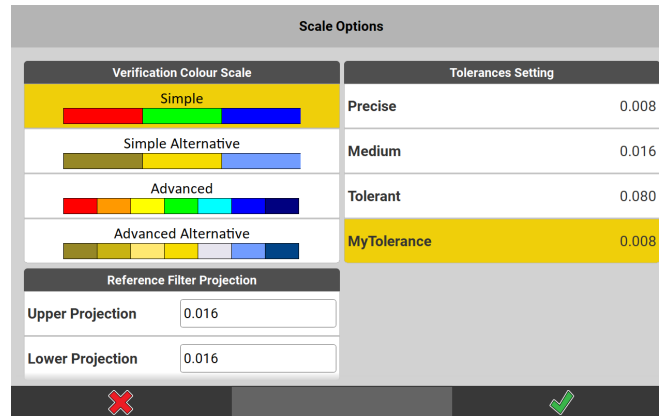 Scale Options
Verification Colour Scale
Simple
Simple Alternative
Advanced
Advanced Alternative
Reference Filter Projection
Upper Projection 0.016
Lower Projection 0.016
Tolerances Setting
Precise 0.008
Medium 0.016
Tolerant 0.080
MyTolerance 0.008